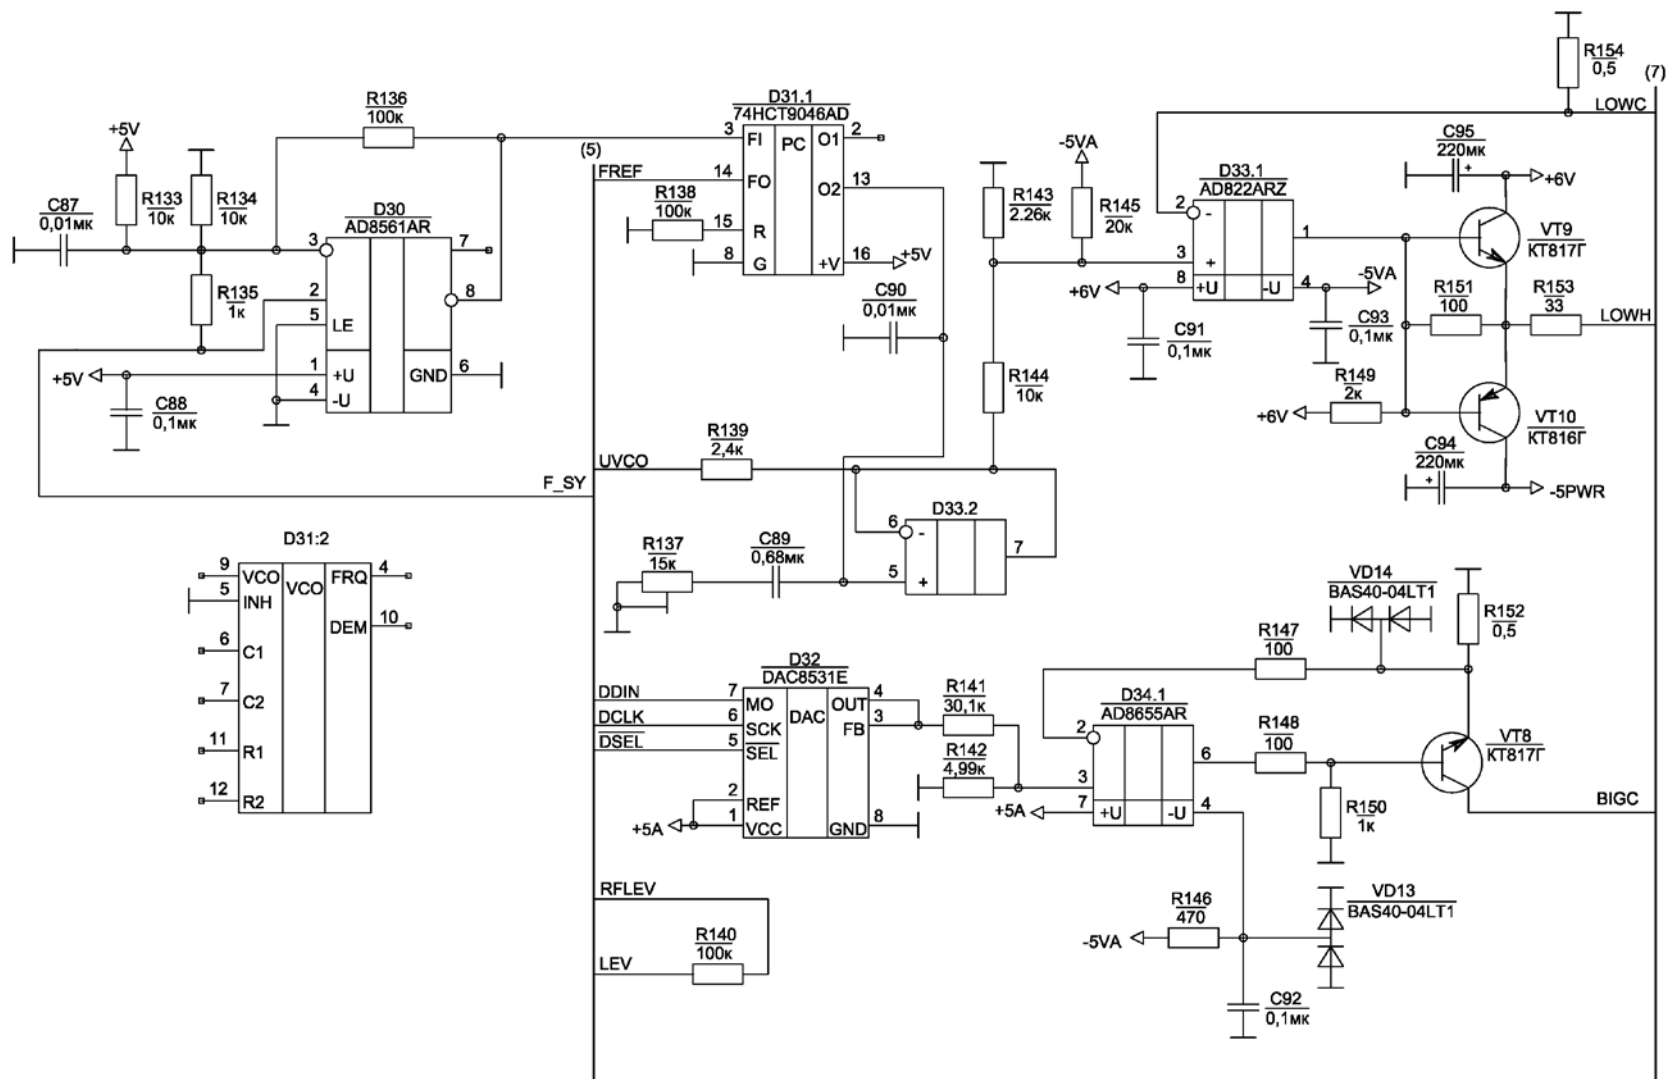 R154
0,5
(7)
LOWC
R136
100к
D31.1
74HCT9046AD
3
FI
PC
O1
2
+5V
(5)
FREF
14
FO
O2
13
-5VA
C95
220мк
+
+6V
R133
10к
R134
10к
R138
100к
15
R
8
G
+V
16
+5V
R143
2.26к
R145
20к
D33.1
AD822ARZ
2
-
3
+
1
8
+U
-U
4
+6V
-5VA
VT9
КТ817Г
C87
0,01мк
D30
AD8561AR
3
7
8
2
5
LE
1
+U
4
-U
GND
6
R135
1к
+5V
C88
0,1мк
C90
0,01мк
C91
0,1мк
C93
0,1мк
R151
100
R153
33
LOWH
R144
10к
R149
2к
+6V
VT10
КТ816Г
C94
220мк
+
-5PWR
R139
2,4к
UVCO
F_SY
D33.2
6
-
5
+
7
R137
15к
C89
0,68мк
D31:2
9
VCO
VCO
FRQ
4
5
INH
DEM
10
6
C1
7
C2
11
R1
12
R2
VD14
BAS40-04LT1
R152
0,5
R147
100
D32
DAC8531E
DDIN
7
MO
DAC
OUT
4
DCLK
6
SCK
FB
3
DSEL
5
SEL
2
REF
1
VCC
GND
8
+5A
R141
30,1к
R142
4,99к
D34.1
AD8655AR
2
3
6
7
+U
-U
4
+5A
R148
100
VT8
КТ817Г
R150
1к
BIGC
RFLEV
R140
100к
LEV
R146
470
-5VA
VD13
BAS40-04LT1
C92
0,1мк